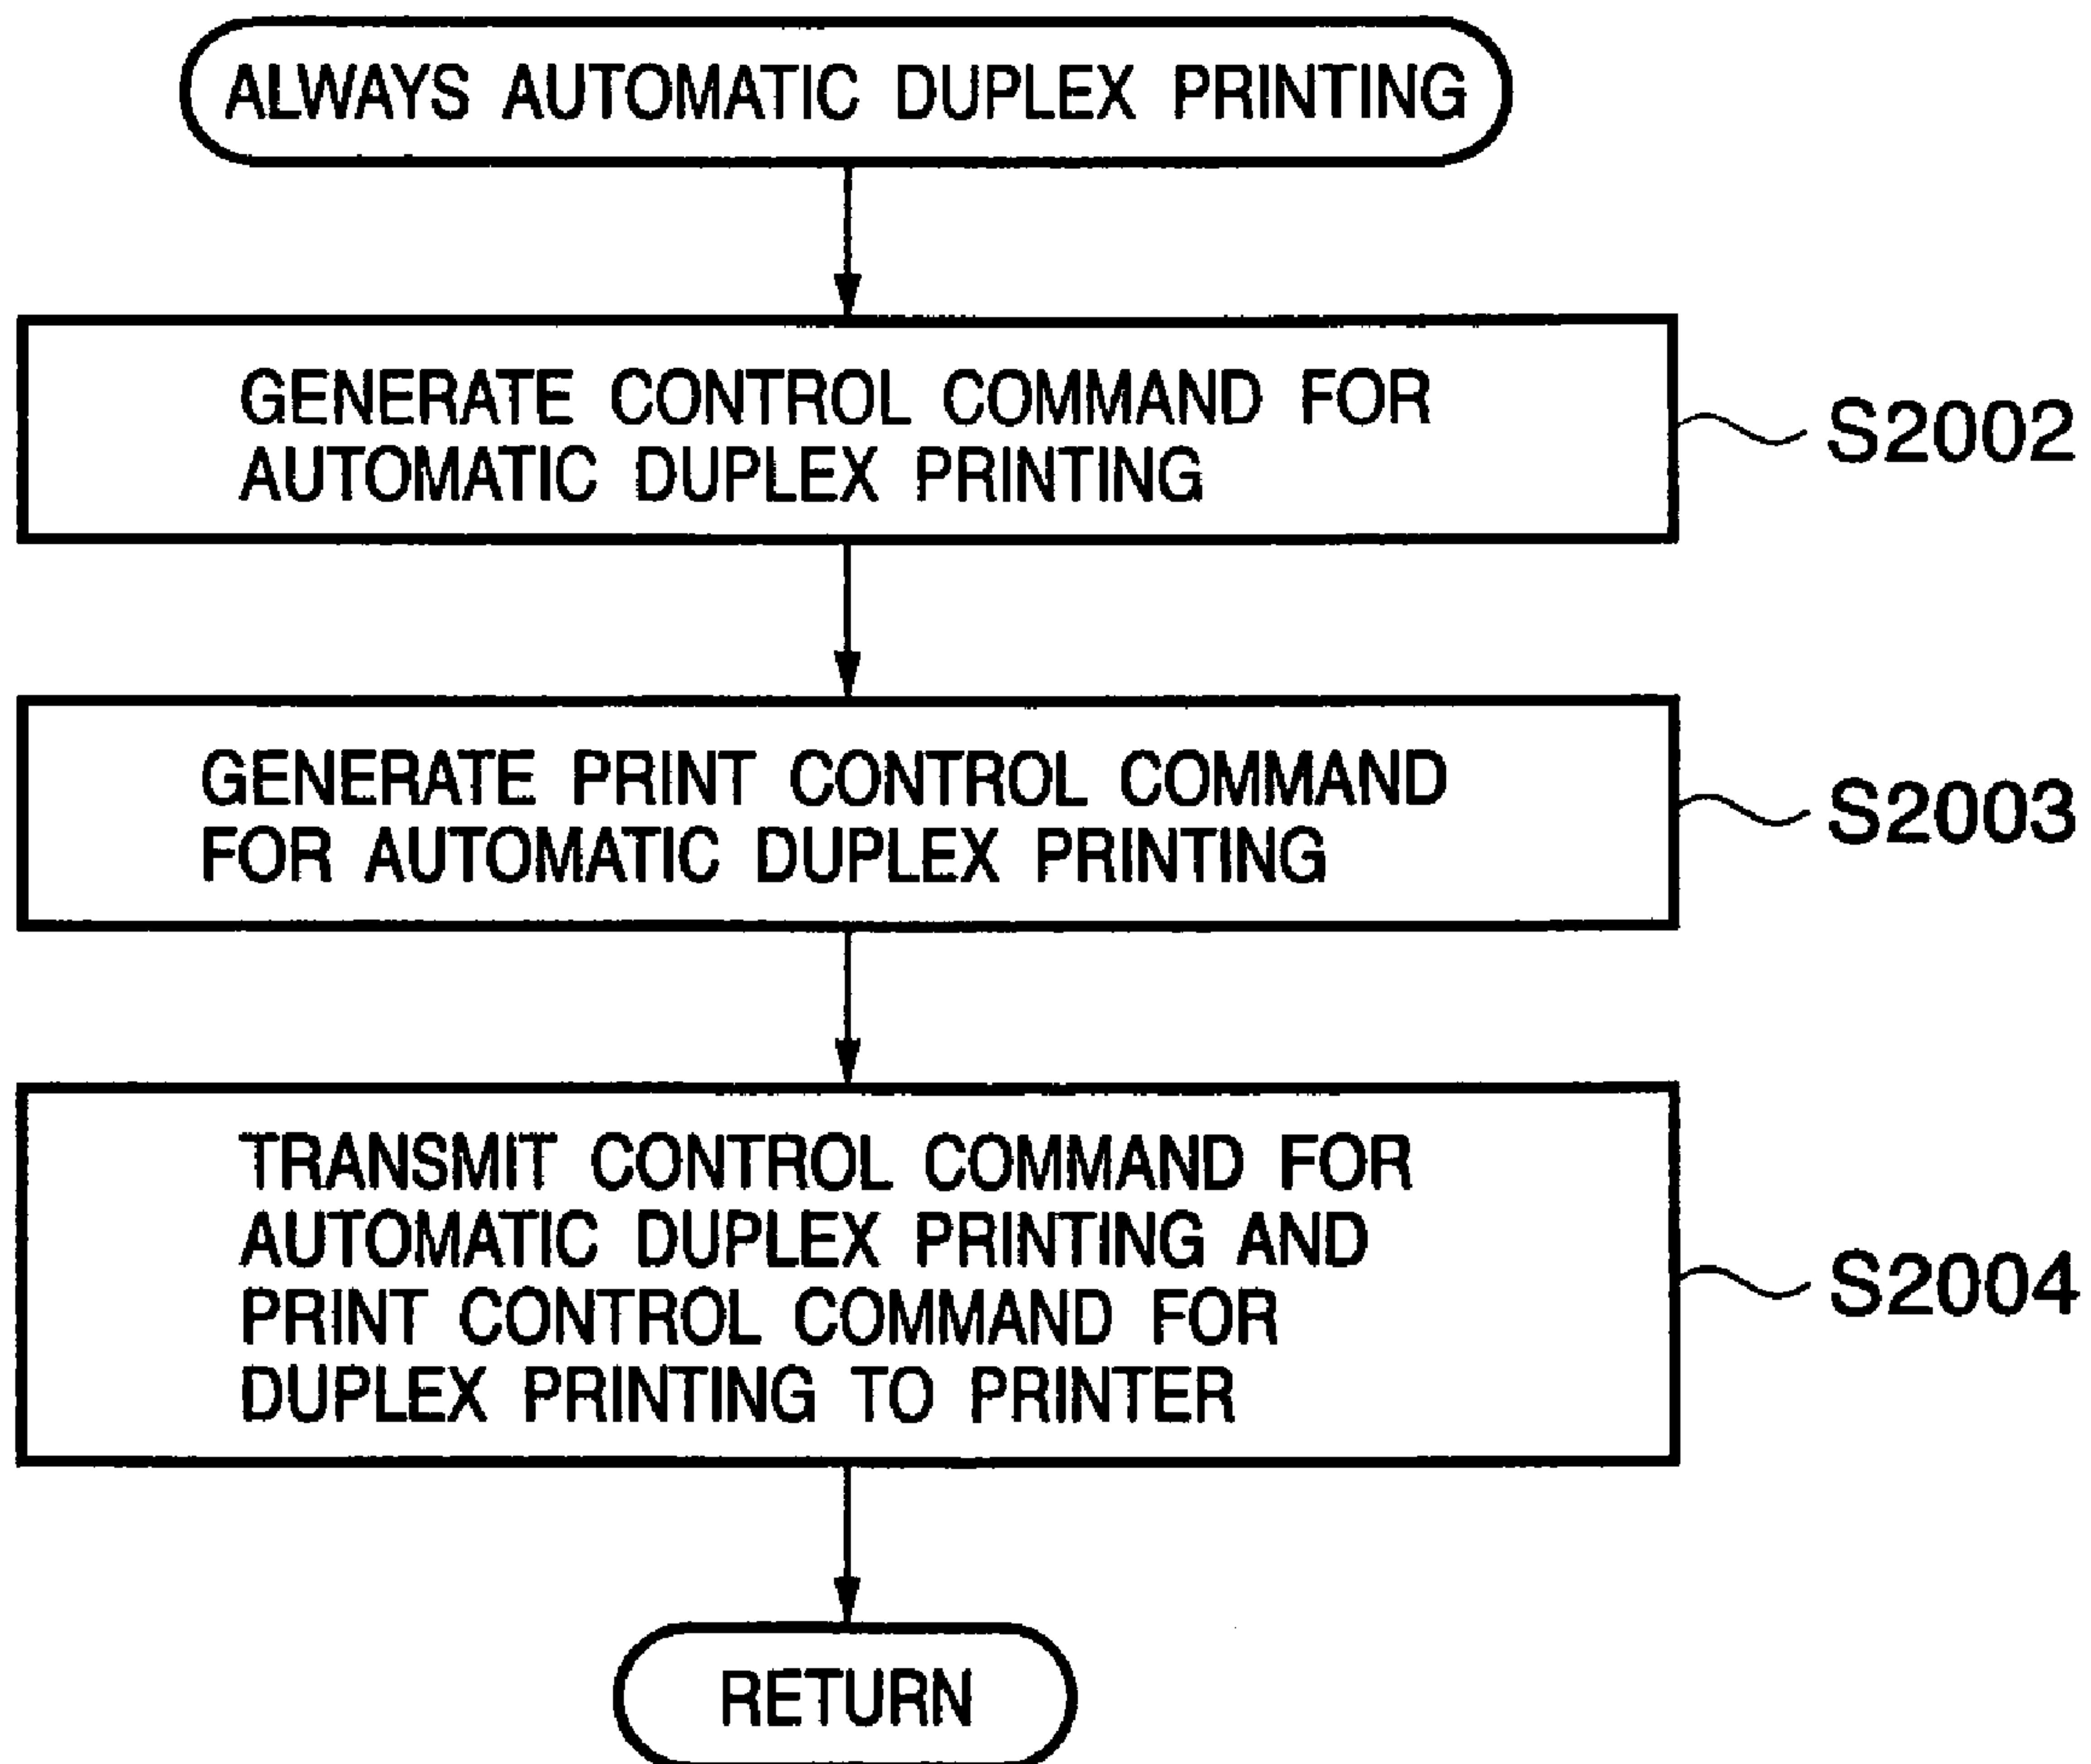 ALWAYS AUTOMATIC DUPLEX PRINTING
GENERATE CONTROL COMMAND FOR
AUTOMATIC DUPLEX PRINTING
S2002
GENERATE PRINT CONTROL COMMAND
FOR AUTOMATIC DUPLEX PRINTING
S2003
TRANSMIT CONTROL COMMAND FOR
AUTOMATIC DUPLEX PRINTING AND
PRINT CONTROL COMMAND FOR
DUPLEX PRINTING TO PRINTER
S2004
RETURN